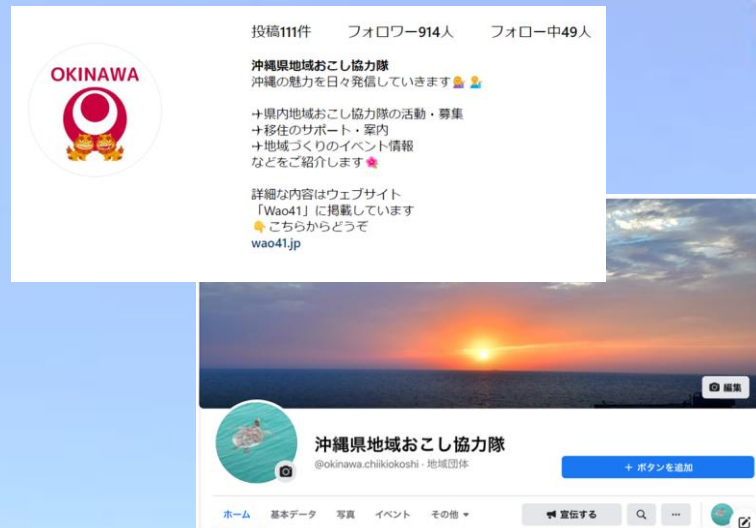 投稿111件 フォロワー914人 フォロー中49人
OKINAWA
沖縄県地域おこし協力隊
沖縄の魅力を日々発信していきます💁‍♀️💁‍♂️
✈県内地域おこし協力隊の活動・募集
✈移住のサポート・案内
✈地域づくりのイベント情報
などをご紹介します🌺
詳細な内容はウェブサイト
「Wao41」に掲載しています
👇こちらからどうぞ
wao41.jp
編集
沖縄県地域おこし協力隊
@okinawa.chiikiokoshi · 地域団体
+ ボタンを追加
ホーム 基本データ 写真 イベント その他 ▼ 宣伝する ···